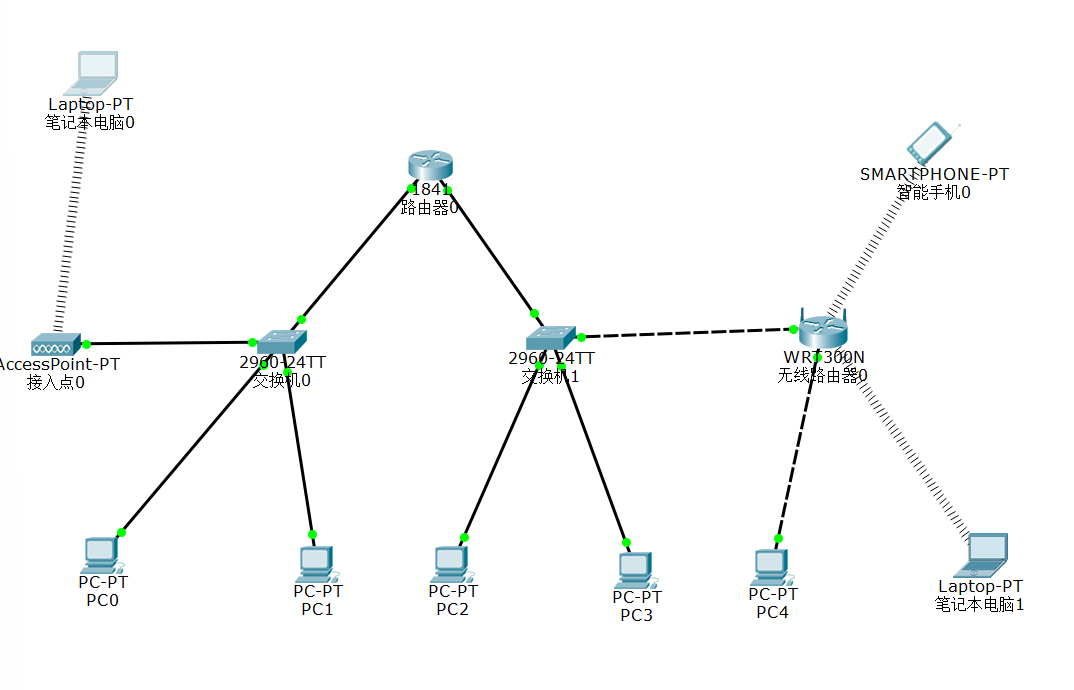 Laptop-PT
笔记本电脑0
1841
路由器0
SMARTPHONE-PT
智能手机0
AccessPoint-PT
接入点0
2960-24TT
交换机0
2960-24TT
交换机1
WRT300N
无线路由器0
PC-PT
PC0
PC-PT
PC1
PC-PT
PC2
PC-PT
PC3
PC-PT
PC4
Laptop-PT
笔记本电脑1